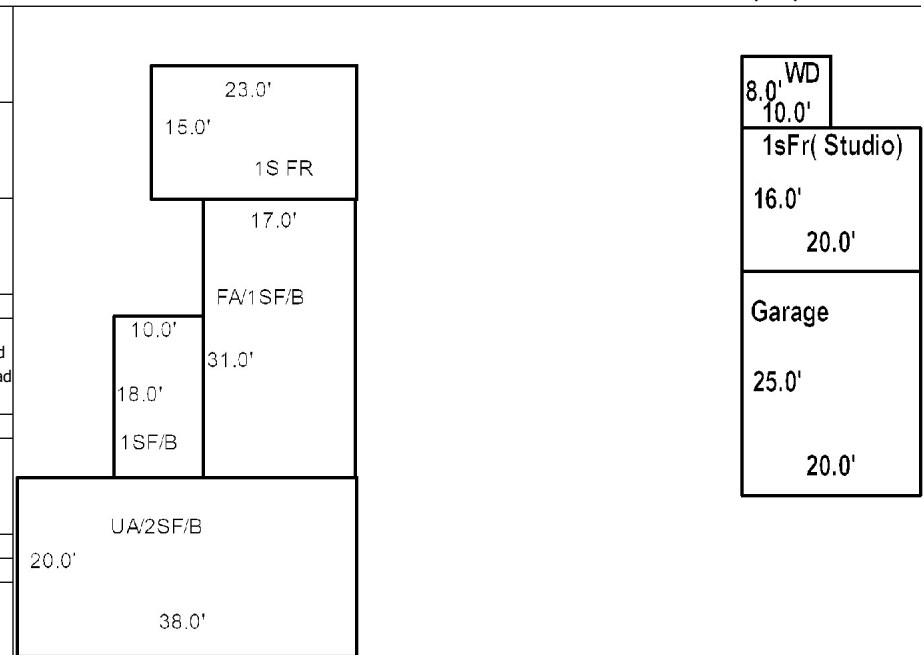 23.0'
15.0'
1S FR
17.0'
FA/1SF/B
31.0'
10.0'
18.0'
1SF/B
UA/2SF/B
20.0'
38.0'
WD
8.0'
10.0'
1sFr( Studio)
16.0'
20.0'
Garage
25.0'
20.0'